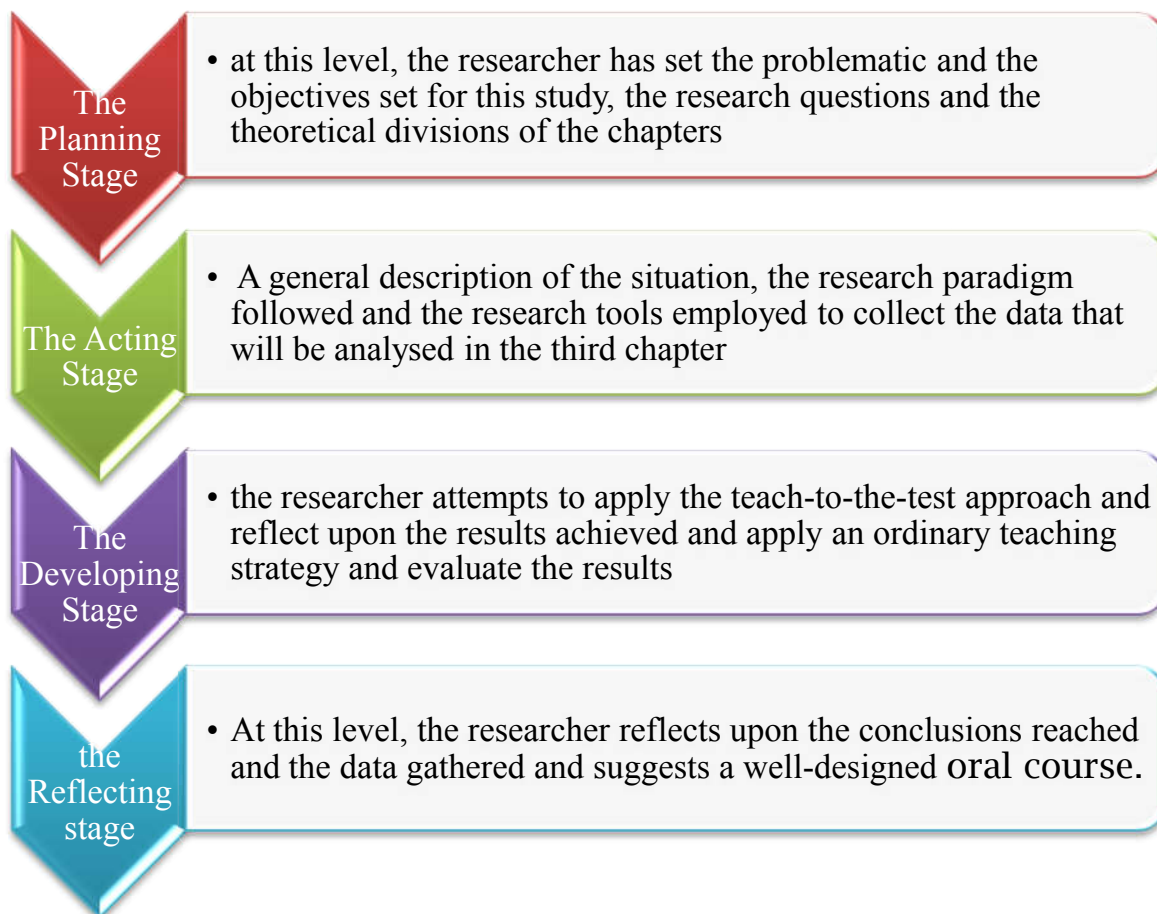 The
Planning
Stage
• at this level, the researcher has set the problematic and the
objectives set for this study, the research questions and the
theoretical divisions of the chapters
The Acting
Stage
• A general description of the situation, the research paradigm
followed and the research tools employed to collect the data that
will be analysed in the third chapter
The
Developing
Stage
• the researcher attempts to apply the teach-to-the-test approach and
reflect upon the results achieved and apply an ordinary teaching
strategy and evaluate the results
the
Reflecting
stage
• At this level, the researcher reflects upon the conclusions reached
and the data gathered and suggests a well-designed oral course.